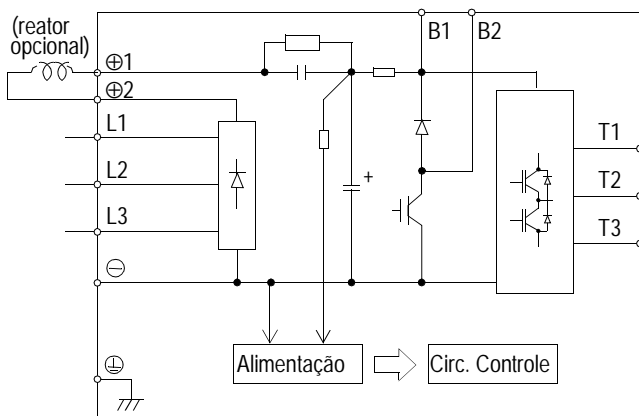 (reator
opcional)
⊕1
B1 B2
⊕2
L1
T1
L2
T2
+
L3
T3
⊖
Alimentação
Circ. Controle